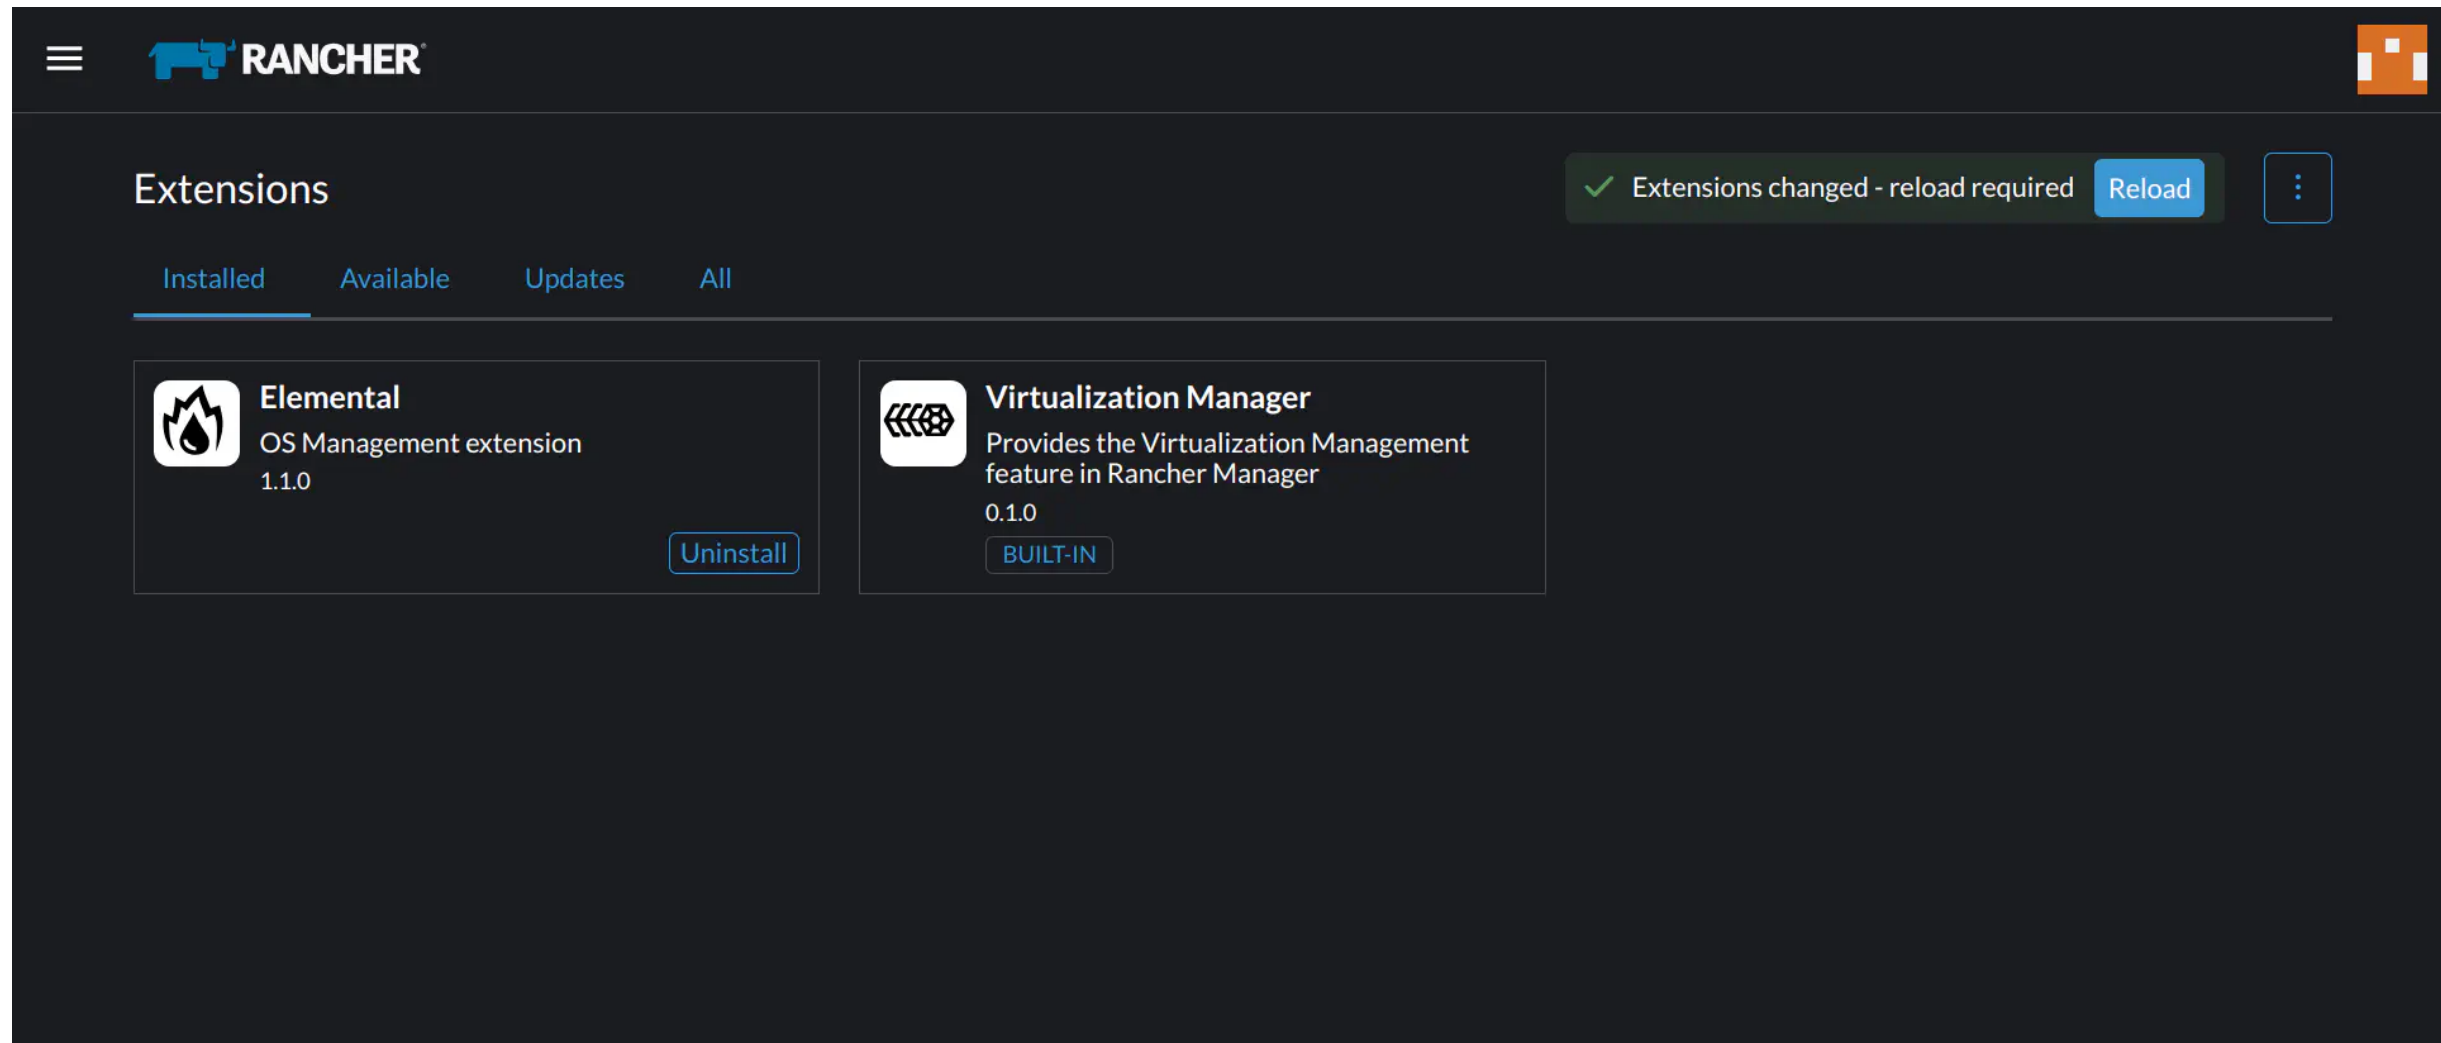 RANCHER
Extensions
Extensions changed - reload required
Reload
Installed
Available
Updates
All
Elemental
OS Management extension
1.1.0
Uninstall
Virtualization Manager
Provides the Virtualization Management
feature in Rancher Manager
0.1.0
BUILT-IN